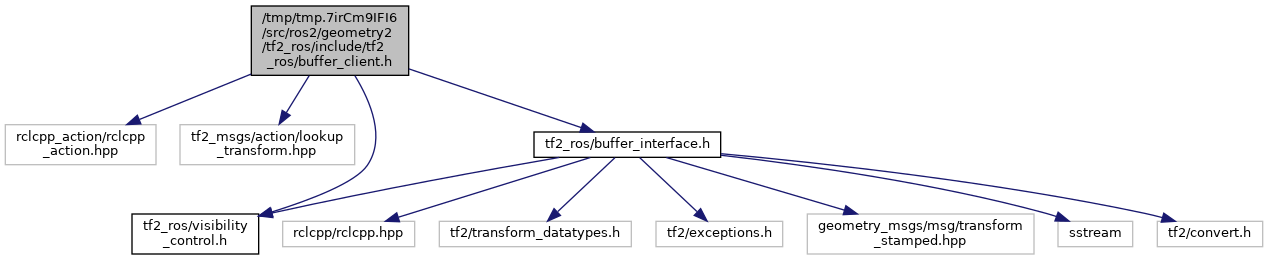 /tmp/tmp.7irCm9IFI6
/src/ros2/geometry2
/tf2_ros/include/tf2
_ros/buffer_client.h
rclcpp_action/rclcpp
_action.hpp
tf2_msgs/action/lookup
_transform.hpp
tf2_ros/buffer_interface.h
tf2_ros/visibility
_control.h
rclcpp/rclcpp.hpp
tf2/transform_datatypes.h
tf2/exceptions.h
geometry_msgs/msg/transform
_stamped.hpp
sstream
tf2/convert.h